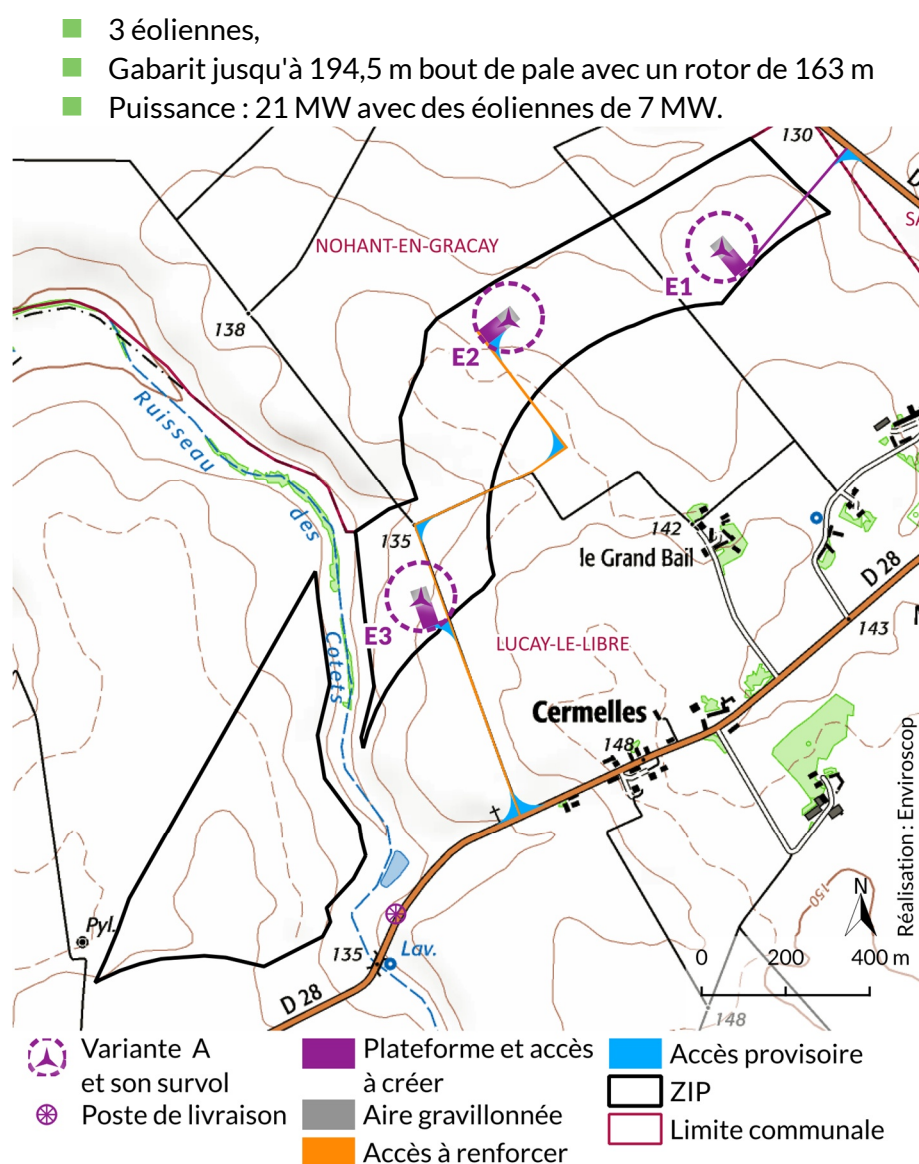 3 éoliennes,
Gabarit jusqu'à 194,5 m bout de pale avec un rotor de 163 m
Puissance : 21 MW avec des éoliennes de 7 MW.
130
D
SA
NOHANT-EN-GRACAY
E1
138
E2
Ruisseau
des
Cotets
135
142
le Grand Bail
D 28
143
E3
LUCAY-LE-LIBRE
Cermelles
148
Réalisation : Enviroscop
150
N
Pyl.
135
Lav.
0 200 400 m
D 28
148
Variante A
et son survol
Poste de livraison
Plateforme et accès
à créer
Aire gravillonnée
Accès à renforcer
Accès provisoire
ZIP
Limite communale